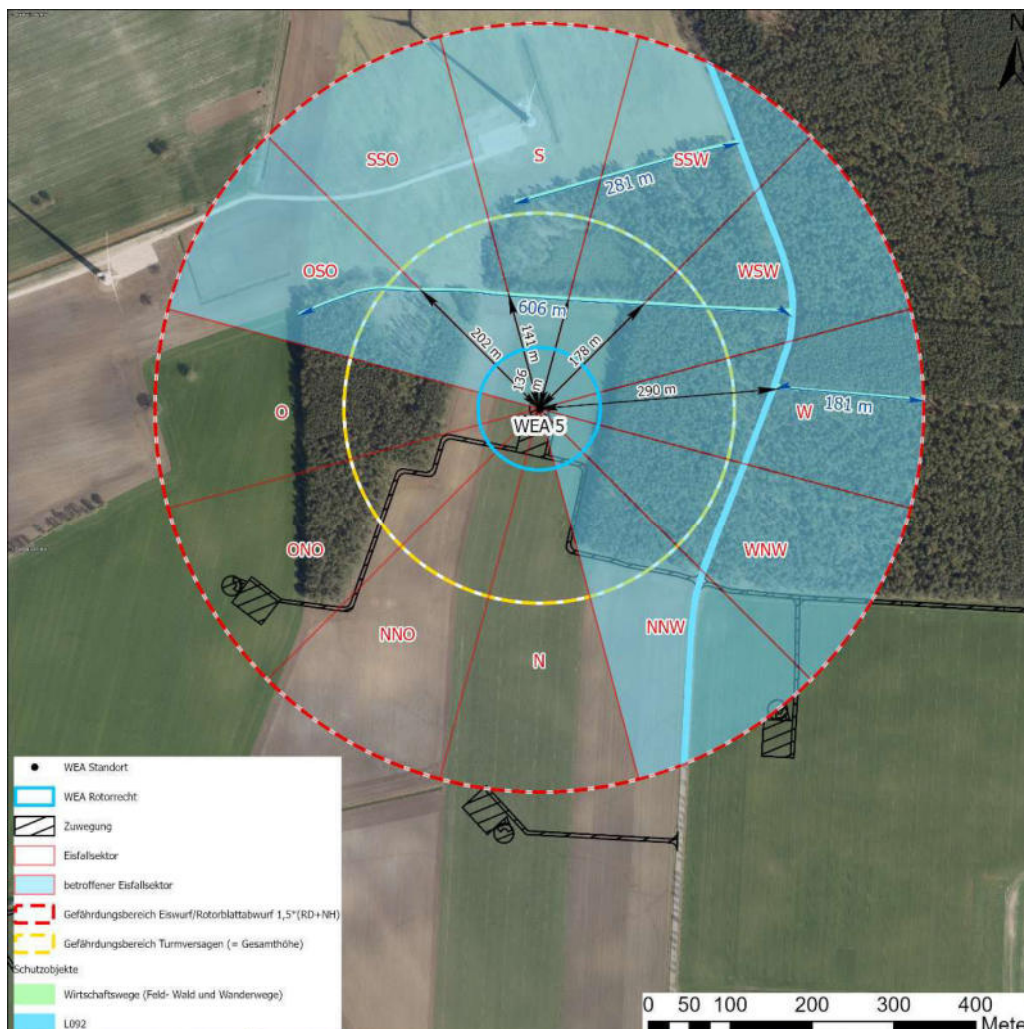 N
S
SSO
SSW
281 m
OSO
WSW
606 m
202 m
141 m
178 m
136
m
290 m
O
W
181 m
WEA 5
ONO
WNW
NNO
NNW
N
WEA Standort
WEA Rotorrecht
Zuwegung
Eisfallsektor
betroffener Eisfallsektor
Gefährdungsbereich Eiswurf/Rotorblattabwurf 1,5*(RD+NH)
Gefährdungsbereich Turmversagen (= Gesamthöhe)
Schutzobjekte
Wirtschaftswege (Feld- Wald und Wanderwege)
L092
0 50 100 200 300 400
Mete